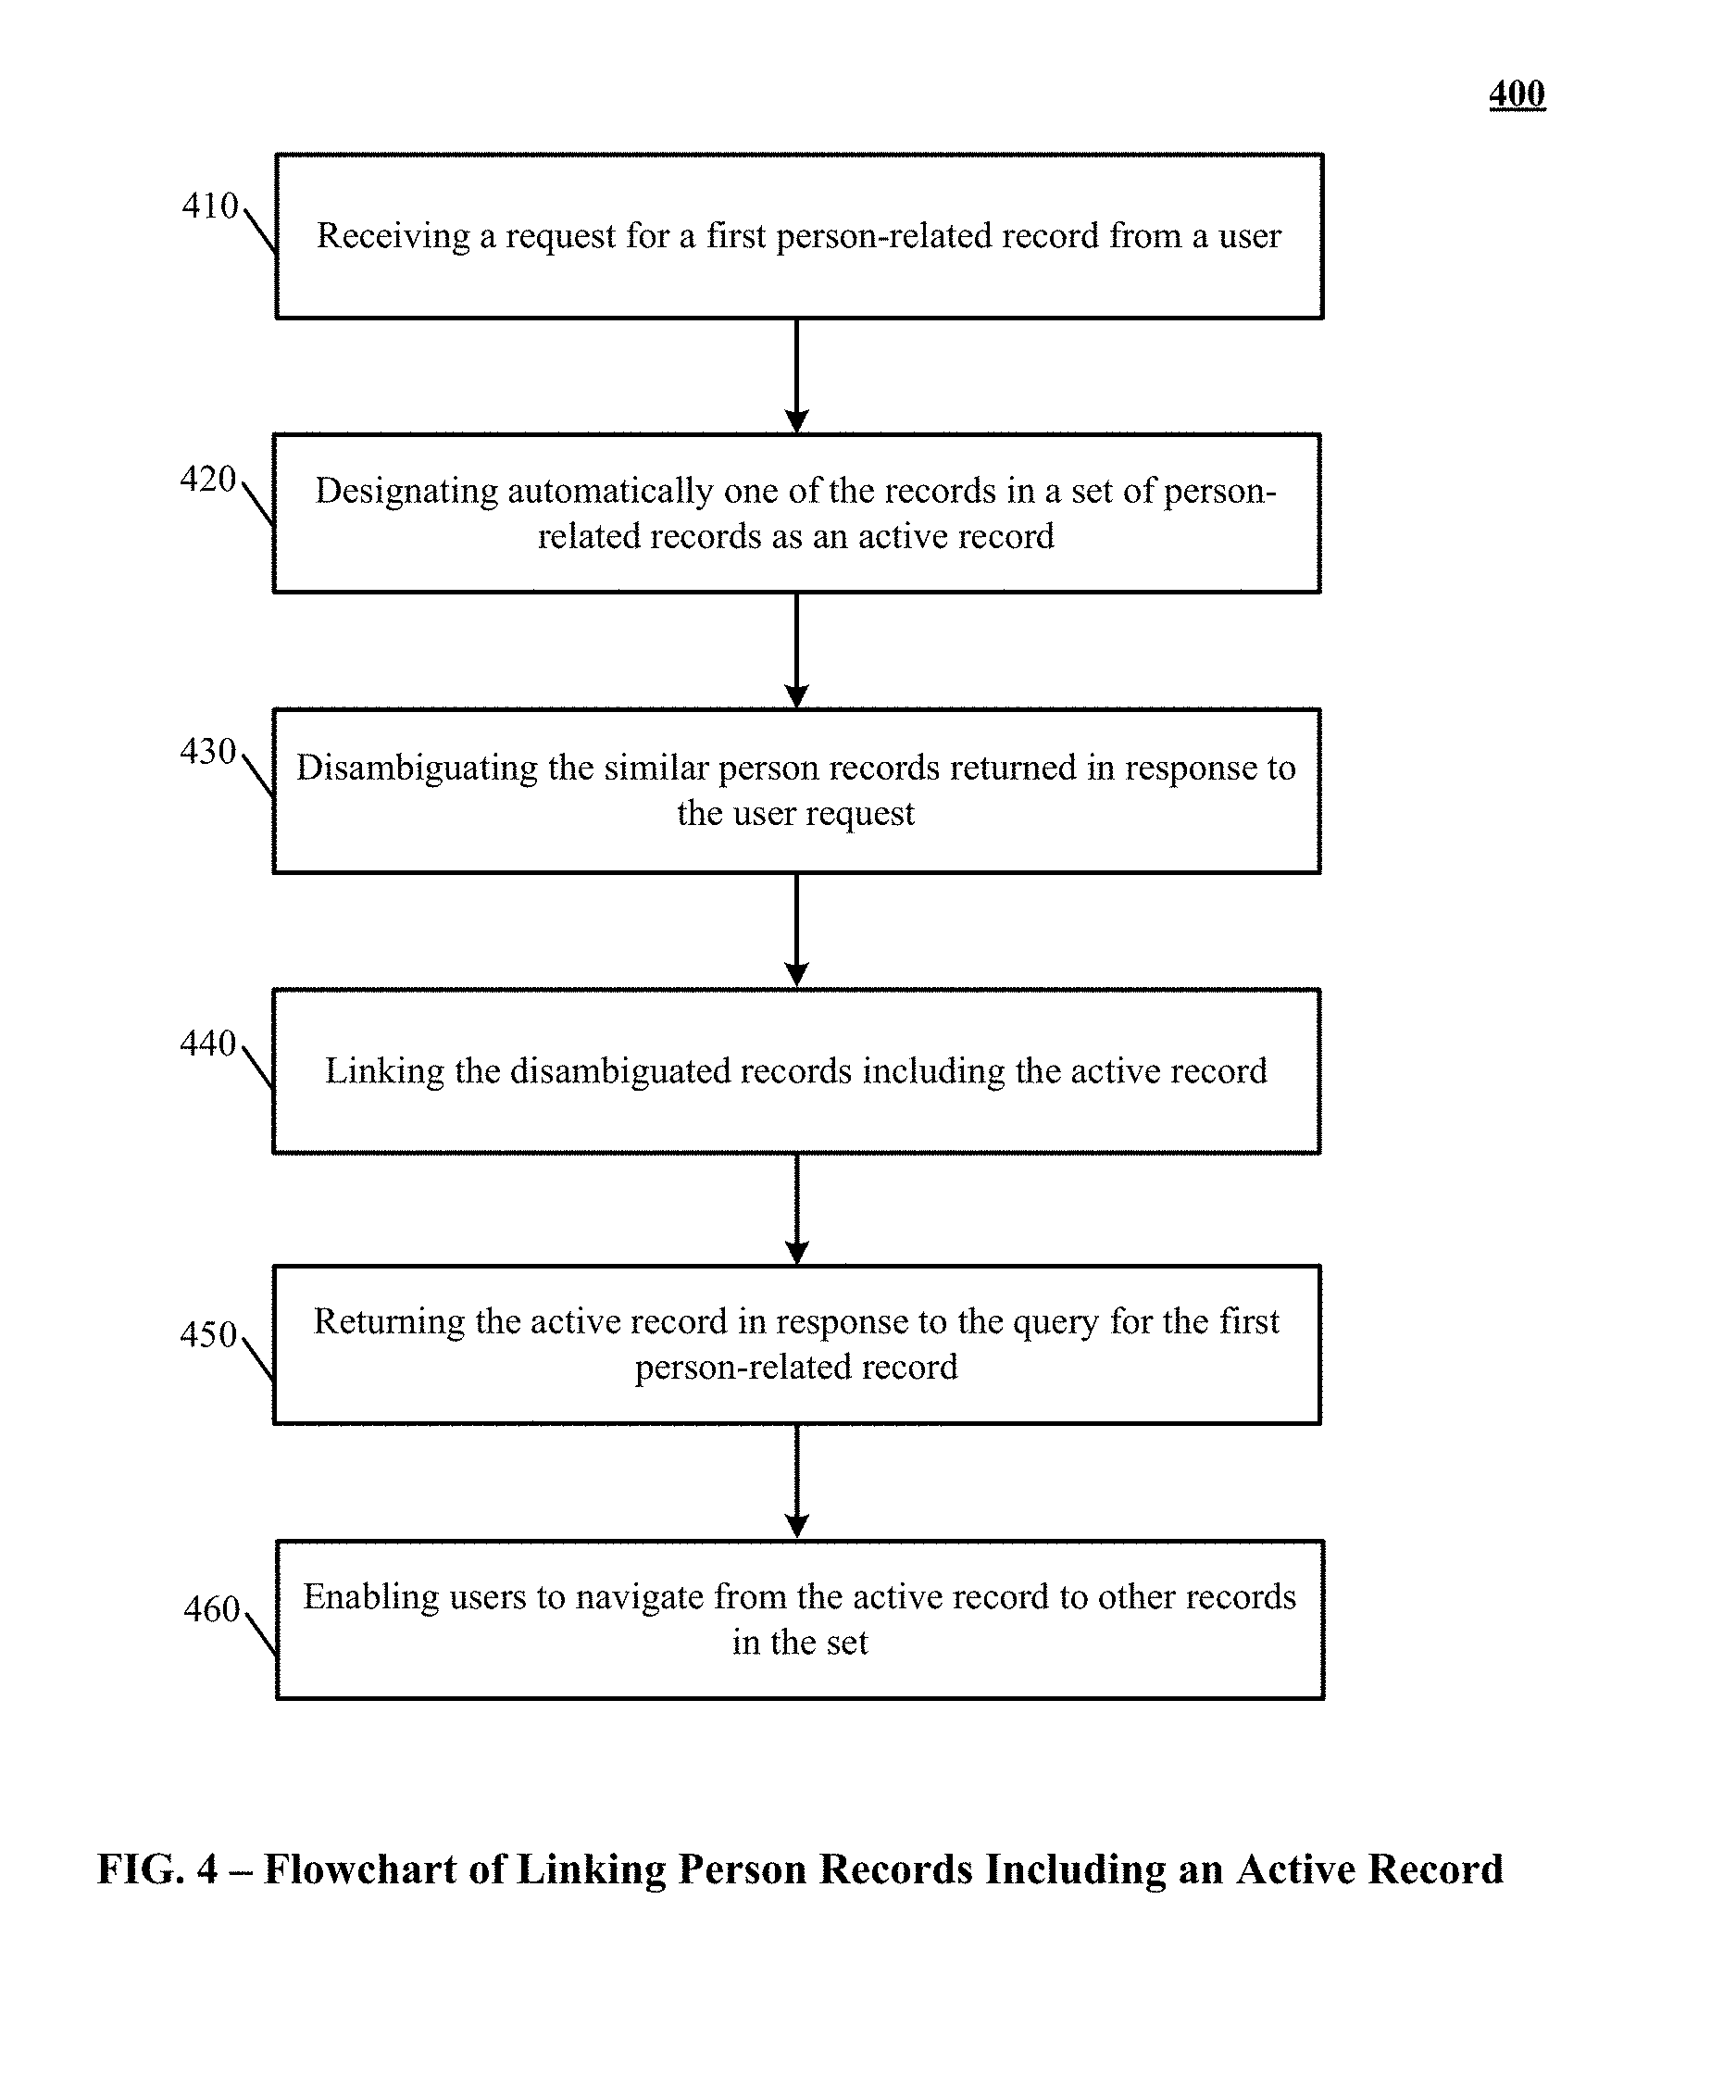 400
410
Receiving a request for a first person-related record from a user
420
Designating automatically one of the records in a set of person-
related records as an active record
430
Disambiguating the similar person records returned in response to
the user request
440
Linking the disambiguated records including the active record
450
Returning the active record in response to the query for the first
person-related record
460
Enabling users to navigate from the active record to other records
in the set
FIG. 4 – Flowchart of Linking Person Records Including an Active Record